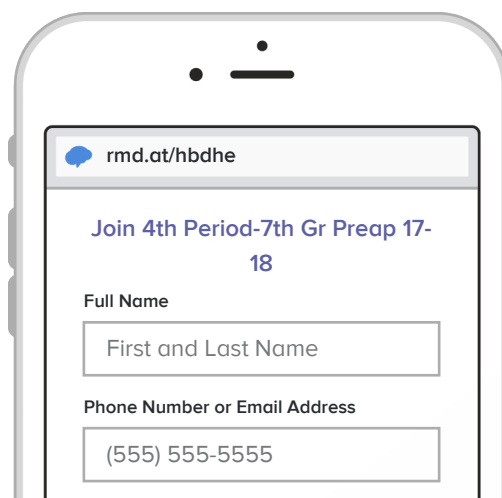 rmd.at/hbdhe
Join 4th Period-7th Gr Preap 17-
18
Full Name
First and Last Name
Phone Number or Email Address
(555) 555-5555